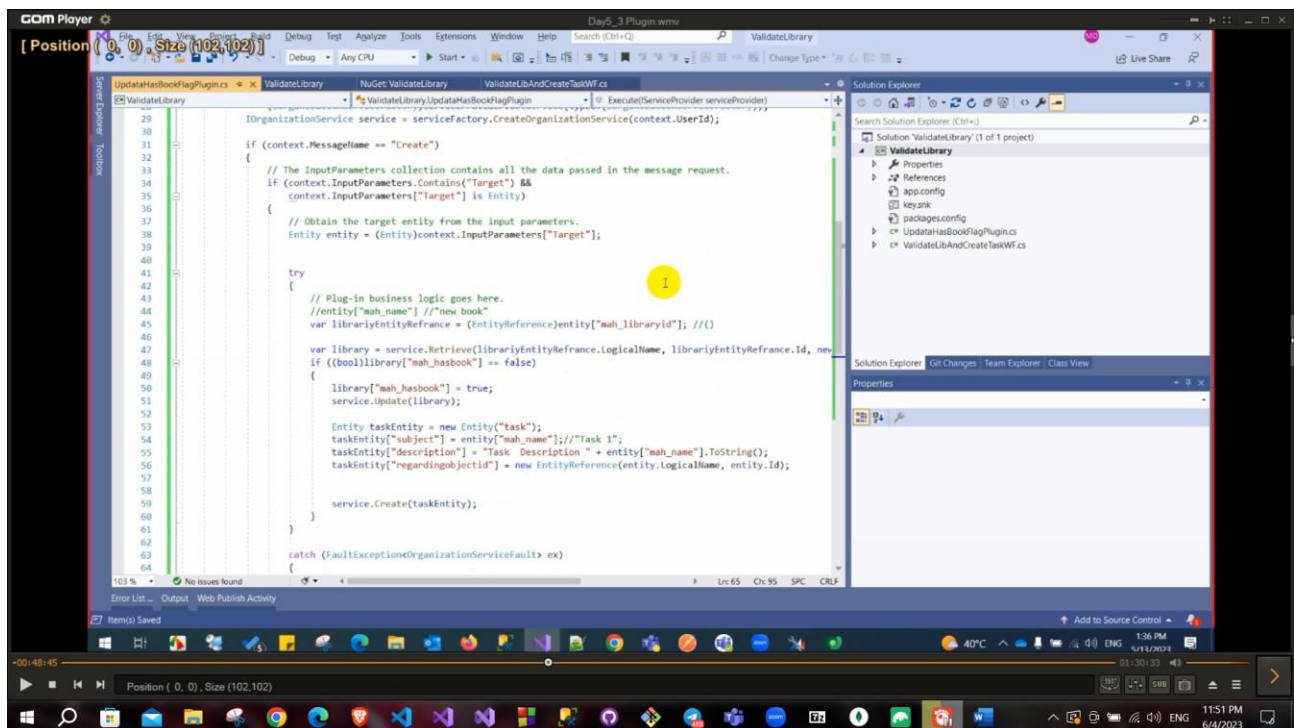 GOM Player
Day5_3 Plugin.wmv
[ Position ( 0, 0) , Size (102,102) ]
File Edit View Project Build Debug Test Analyze Tools Extensions Window Help Search (Ctrl+Q) ValidateLibrary MO
Debug Any CPU Start Change Type Live Share
Server Explorer
Toolbox
UpdataHasBookFlagPlugin.cs ValidateLibrary NuGet: ValidateLibrary ValidateLibAndCreateTaskWF.cs
ValidateLibrary ValidateLibrary.UpdataHasBookFlagPlugin Execute(IServiceProvider serviceProvider)
29 IOrganizationService service = serviceFactory.CreateOrganizationService(context.UserId);
30
31 if (context.MessageName == "Create")
32 {
33 // The InputParameters collection contains all the data passed in the message request.
34 if (context.InputParameters.Contains("Target") &&
35 context.InputParameters["Target"] is Entity)
36 {
37 // Obtain the target entity from the input parameters.
38 Entity entity = (Entity)context.InputParameters["Target"];
39
40
41 try
42 {
43 // Plug-in business logic goes here.
44 //entity["mah_name"] //"new book"
45 var librariyEntityRefrance = (EntityReference)entity["mah_libraryid"]; //()
46
47 var library = service.Retrieve(librariyEntityRefrance.LogicalName, librariyEntityRefrance.Id, new
48 if ((bool)library["mah_hasbook"] == false)
49 {
50 library["mah_hasbook"] = true;
51 service.Update(library);
52
53 Entity taskEntity = new Entity("task");
54 taskEntity["subject"] = entity["mah_name"];//"Task 1";
55 taskEntity["description"] = "Task Description " + entity["mah_name"].ToString();
56 taskEntity["regardingobjectid"] = new EntityReference(entity.LogicalName, entity.Id);
57
58
59 service.Create(taskEntity);
60 }
61 }
62
63 catch (FaultException<OrganizationServiceFault> ex)
64 {
103 % No issues found Ln: 65 Ch: 95 SPC CRLF
Error List ... Output Web Publish Activity
Item(s) Saved
Add to Source Control
Solution Explorer
Search Solution Explorer (Ctrl+;)
Solution 'ValidateLibrary' (1 of 1 project)
ValidateLibrary
Properties
References
app.config
key.snk
packages.config
C# UpdataHasBookFlagPlugin.cs
C# ValidateLibAndCreateTaskWF.cs
Solution Explorer Git Changes Team Explorer Class View
Properties
40°C ENG 1:36 PM
5/13/2023
-00:48:45 01:30:33
Position ( 0, 0) , Size (102,102)
SUB
ENG 11:51 PM
6/4/2023